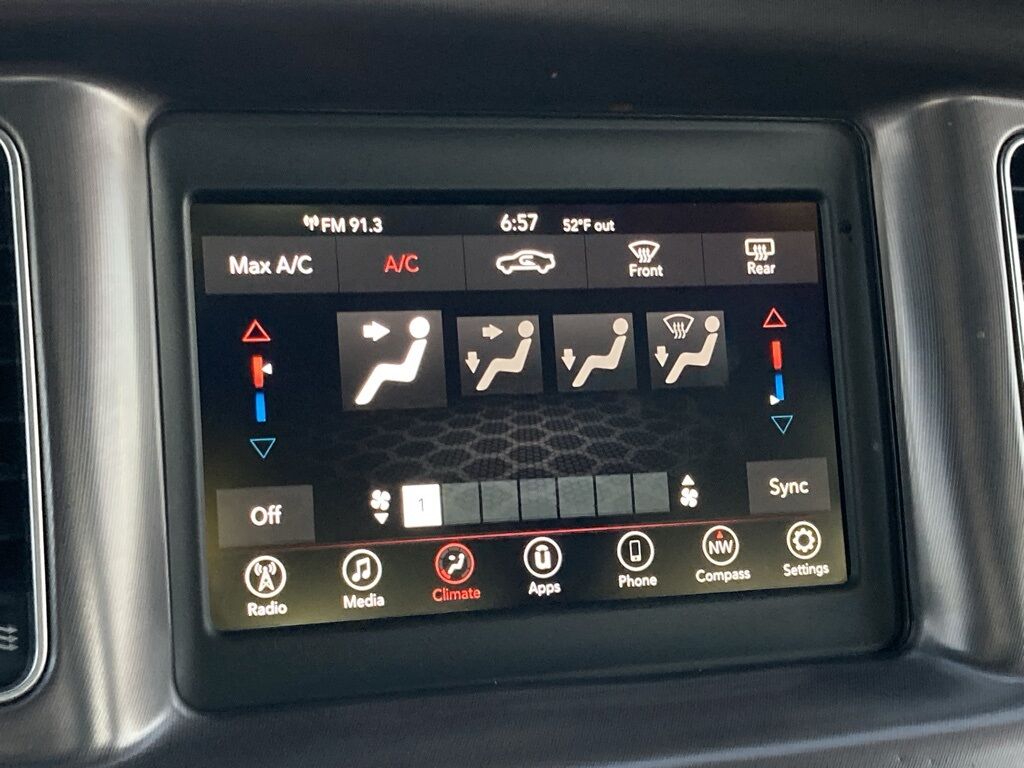 FM 91.3 6:57 52°F out
Max A/C A/C Front Rear
Off 1 Sync
Radio Media Climate Apps Phone NW Compass Settings